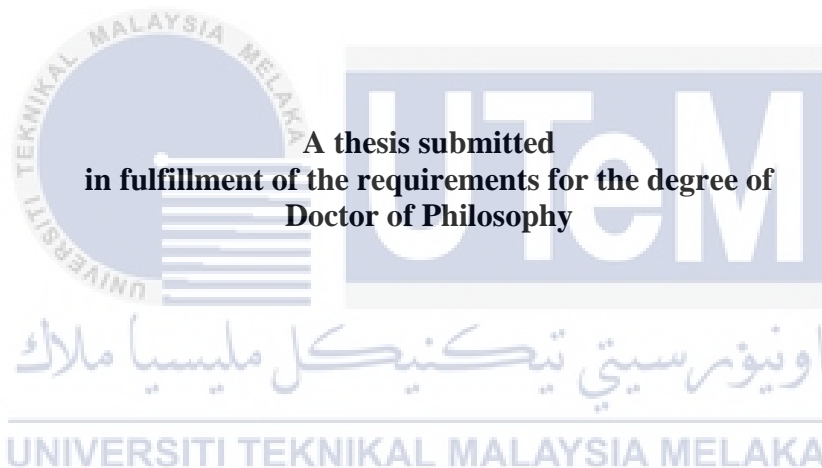 UNIVERSITI TEKNIKAL MALAYSIA MELAKA
UTeM
A thesis submitted
in fulfillment of the requirements for the degree of
Doctor of Philosophy
اونيۏرسيتي تيكنيكل مليسيا ملاك
UNIVERSITI TEKNIKAL MALAYSIA MELAKA